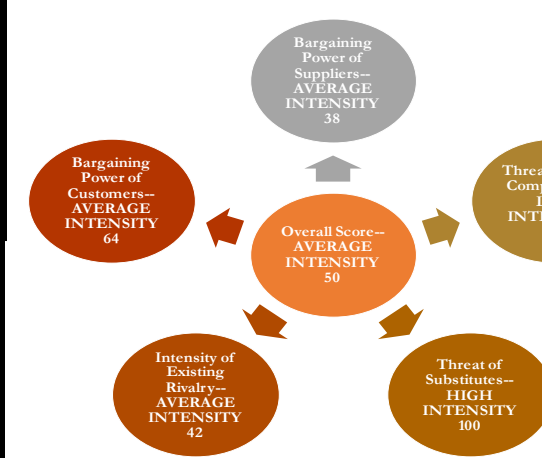 Bargaining
Power of
Suppliers--
AVERAGE
INTENSITY
38
Bargaining
Power of
Customers--
AVERAGE
INTENSITY
64
Overall Score--
AVERAGE
INTENSITY
50
Intensity of
Existing
Rivalry--
AVERAGE
INTENSITY
42
Threat of
Substitutes--
HIGH
INTENSITY
100